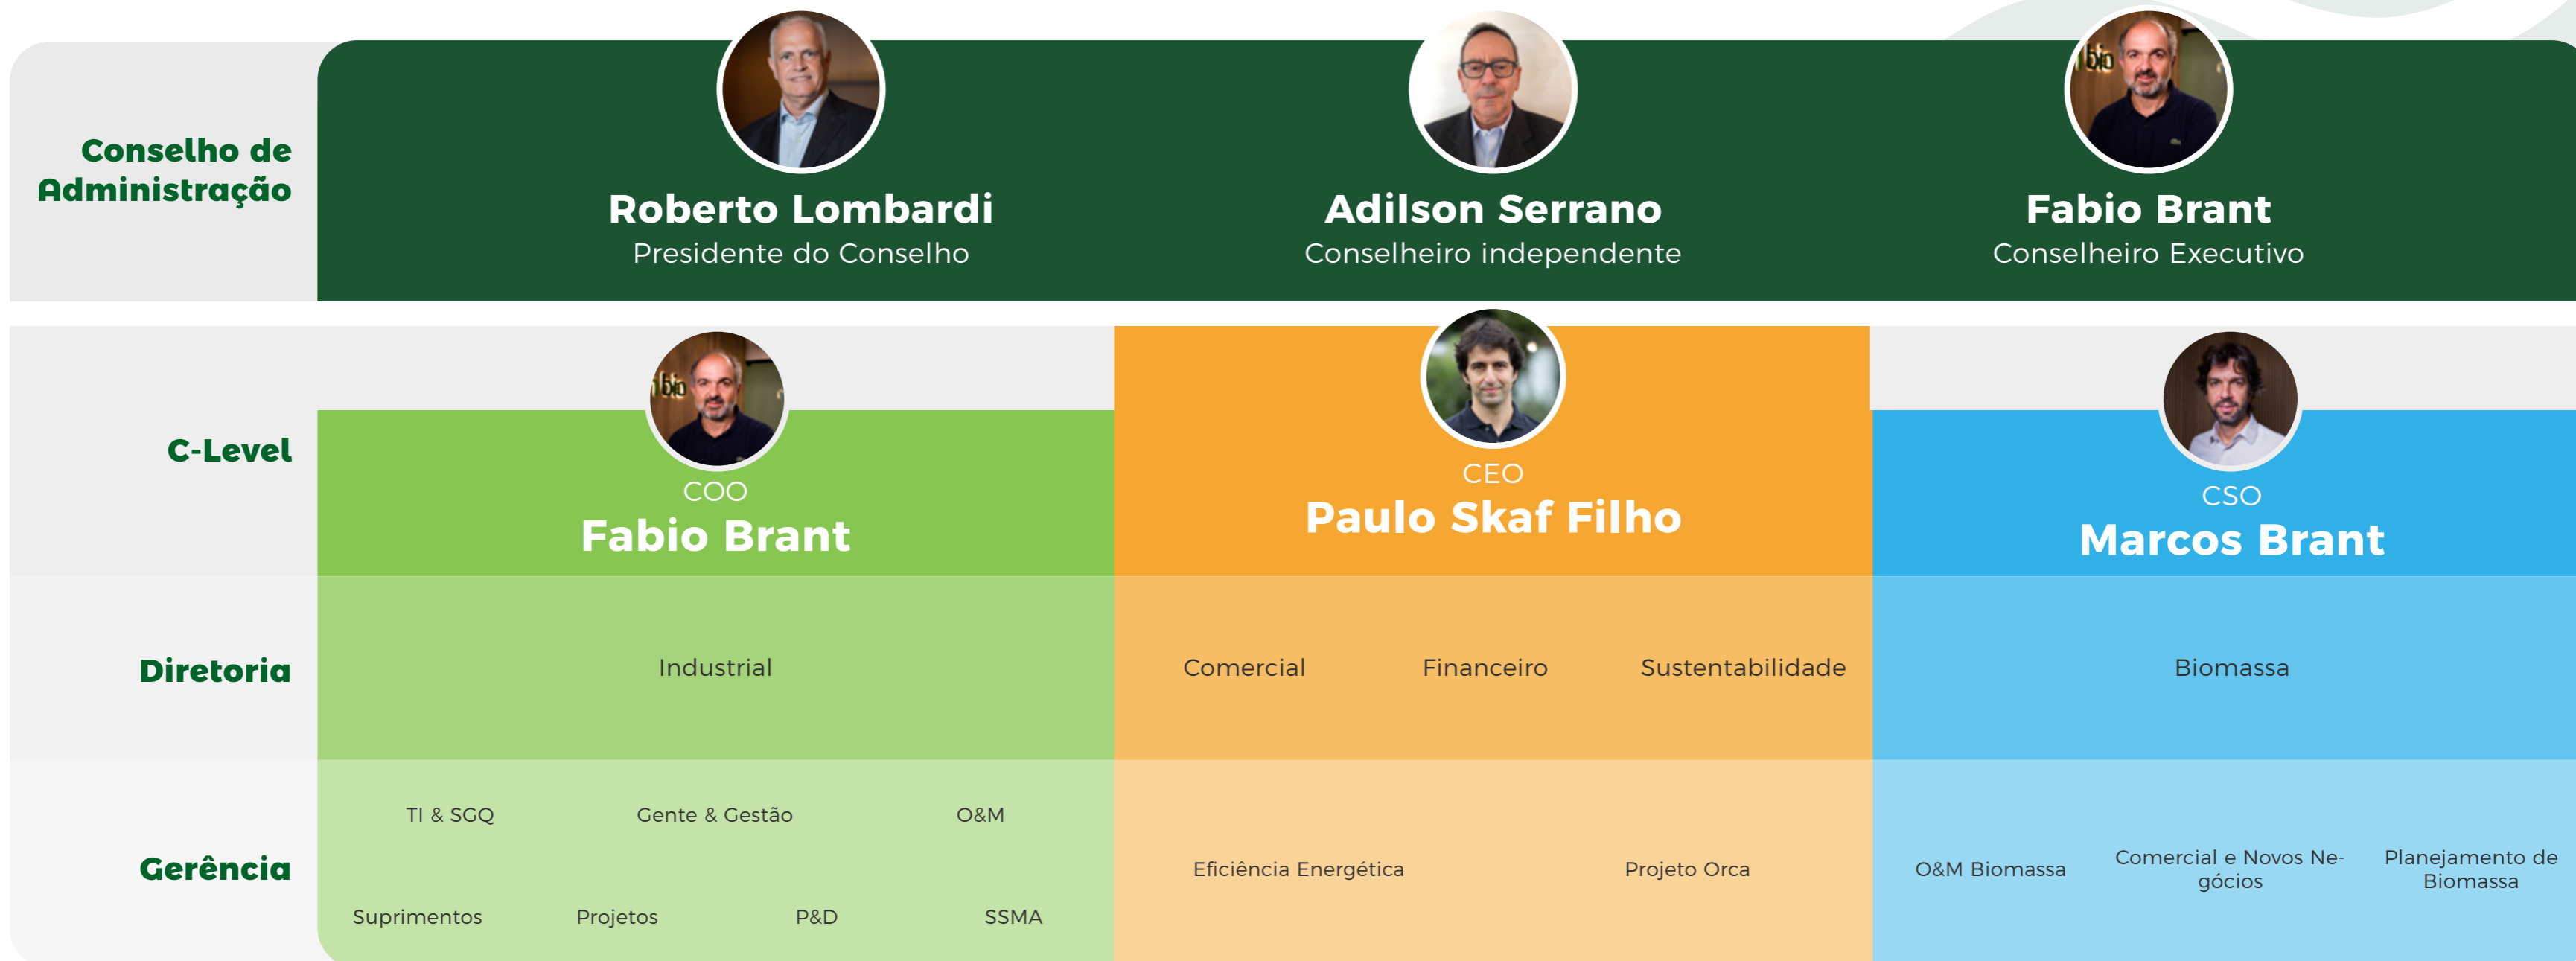 Conselho de
Administração
Roberto Lombardi
Presidente do Conselho
Adilson Serrano
Conselheiro independente
bio
Fabio Brant
Conselheiro Executivo
C-Level
bio
COO
Fabio Brant
CEO
Paulo Skaf Filho
CSO
Marcos Brant
Diretoria
Industrial
Comercial
Financeiro
Sustentabilidade
Biomassa
Gerência
TI & SGQ
Gente & Gestão
O&M
Suprimentos
Projetos
P&D
SSMA
Eficiência Energética
Projeto Orca
O&M Biomassa
Comercial e Novos Ne-
gócios
Planejamento de
Biomassa